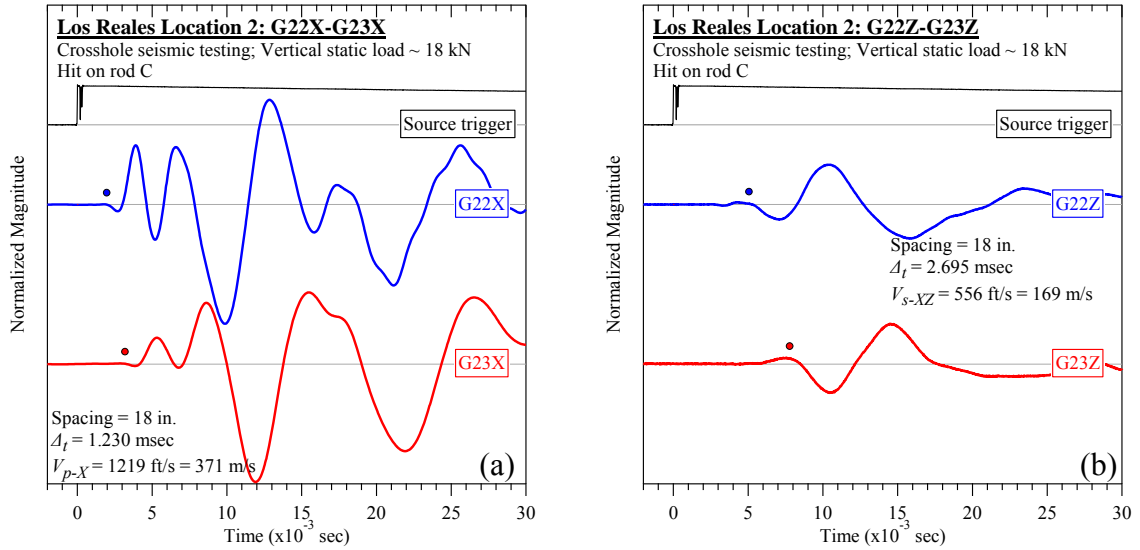 Los Reales Location 2: G22X-G23X
Crosshole seismic testing; Vertical static load ~ 18 kN
Hit on rod C
Source trigger
G22X
G23X
Spacing = 18 in.
Δt = 1.230 msec
Vp-X = 1219 ft/s = 371 m/s
(a)
Normalized Magnitude
0 5 10 15 20 25 30
Time (x10-3 sec)
Los Reales Location 2: G22Z-G23Z
Crosshole seismic testing; Vertical static load ~ 18 kN
Hit on rod C
Source trigger
G22Z
Spacing = 18 in.
Δt = 2.695 msec
Vs-XZ = 556 ft/s = 169 m/s
G23Z
(b)
Normalized Magnitude
0 5 10 15 20 25 30
Time (x10-3 sec)